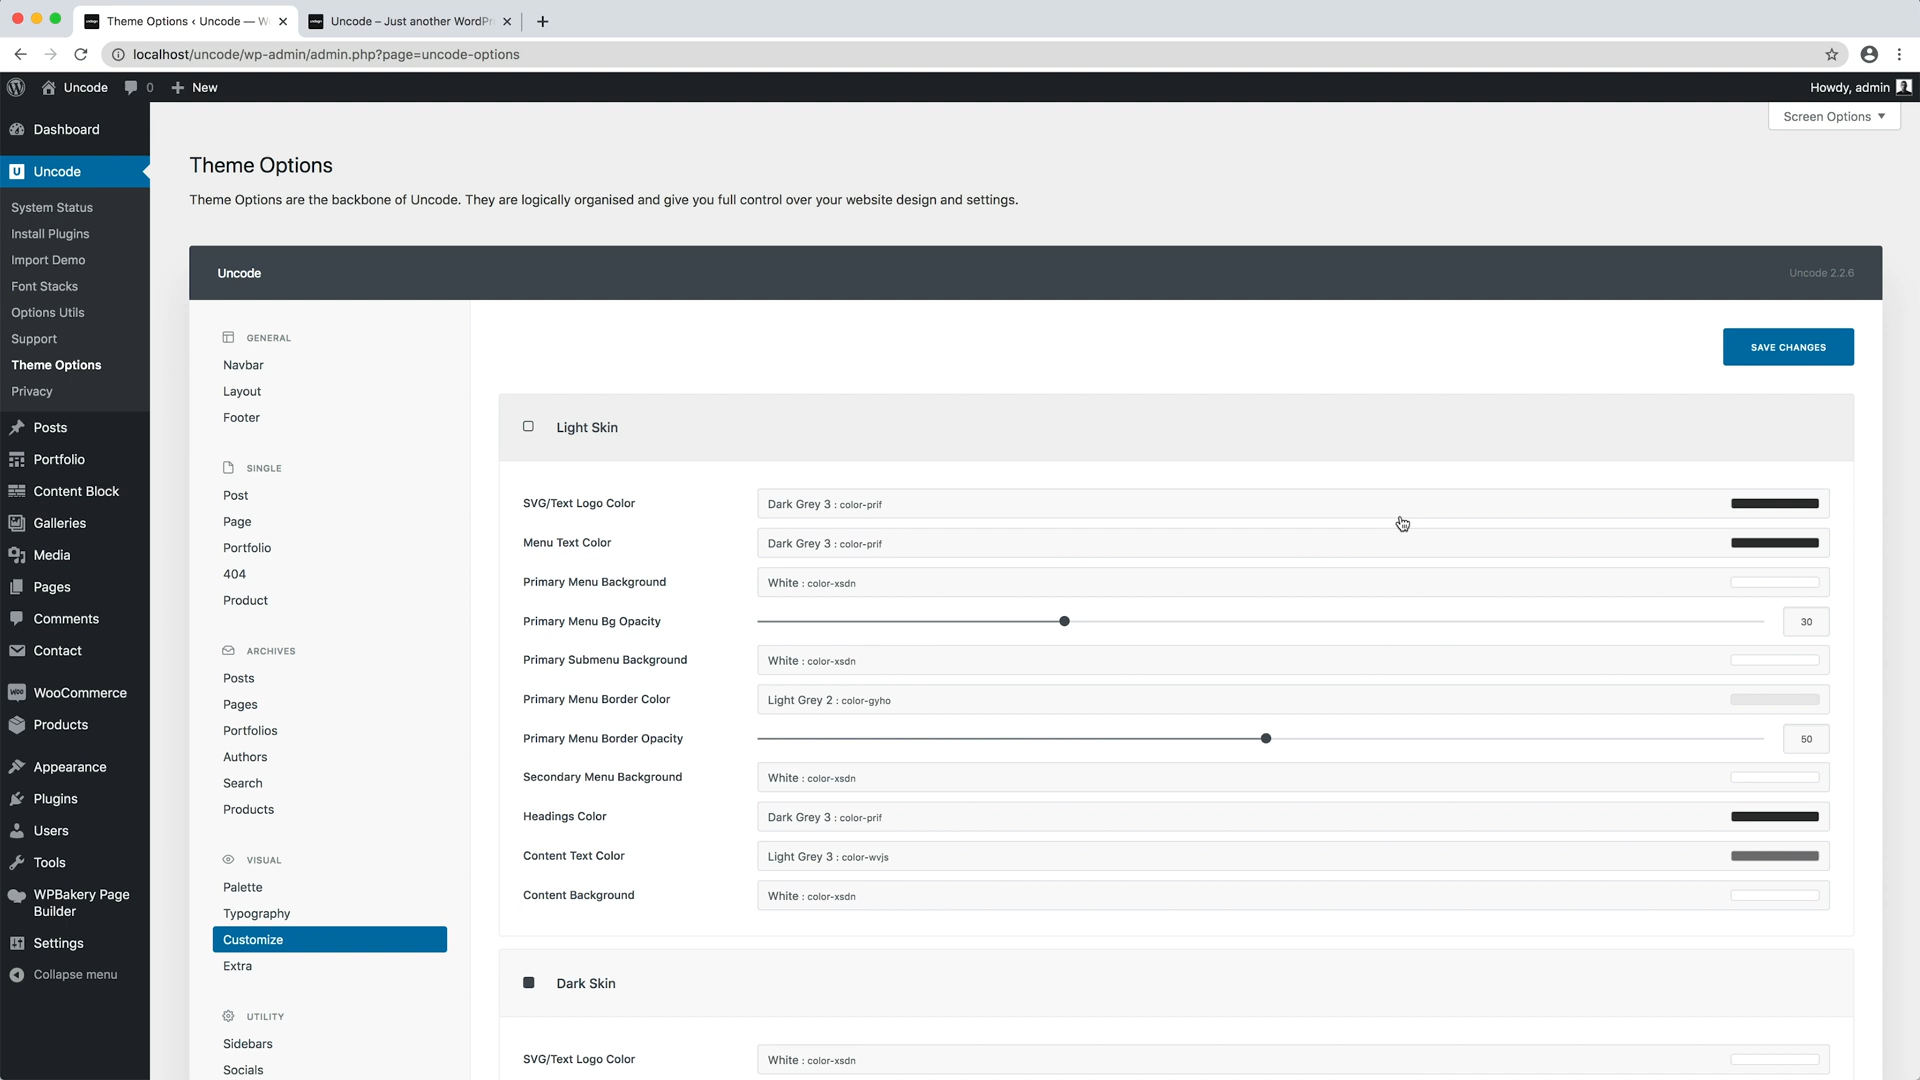 Theme Options ‹ Uncode — W
Uncode – Just another WordPr
localhost/uncode/wp-admin/admin.php?page=uncode-options
Uncode
0
New
Howdy, admin
Screen Options ▼
Dashboard
U Uncode
System Status
Install Plugins
Import Demo
Font Stacks
Options Utils
Support
Theme Options
Privacy
Posts
Portfolio
Content Block
Galleries
Media
Pages
Comments
Contact
WooCommerce
Products
Appearance
Plugins
Users
Tools
WPBakery Page
Builder
Settings
Collapse menu
Theme Options
Theme Options are the backbone of Uncode. They are logically organised and give you full control over your website design and settings.
Uncode
Uncode 2.2.6
GENERAL
Navbar
Layout
Footer
SINGLE
Post
Page
Portfolio
404
Product
ARCHIVES
Posts
Pages
Portfolios
Authors
Search
Products
VISUAL
Palette
Typography
Customize
Extra
UTILITY
Sidebars
Socials
SAVE CHANGES
Light Skin
SVG/Text Logo Color
Dark Grey 3 : color-prif
Menu Text Color
Dark Grey 3 : color-prif
Primary Menu Background
White : color-xsdn
Primary Menu Bg Opacity
30
Primary Submenu Background
White : color-xsdn
Primary Menu Border Color
Light Grey 2 : color-gyho
Primary Menu Border Opacity
50
Secondary Menu Background
White : color-xsdn
Headings Color
Dark Grey 3 : color-prif
Content Text Color
Light Grey 3 : color-wvjs
Content Background
White : color-xsdn
Dark Skin
SVG/Text Logo Color
White : color-xsdn